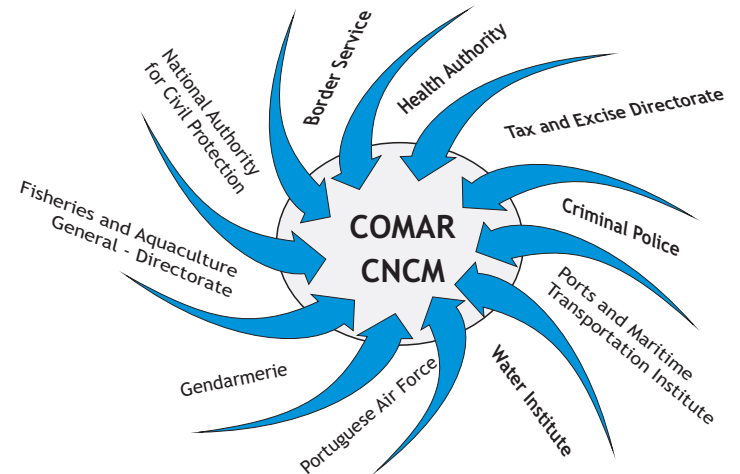 National Authority
for Civil Protection
Border Service
Health Authority
Tax and Excise Directorate
Criminal Police
Ports and Maritime
Transportation Institute
Water Institute
Portuguese Air Force
Gendarmerie
Fisheries and Aquaculture
General - Directorate
COMAR
CNCM